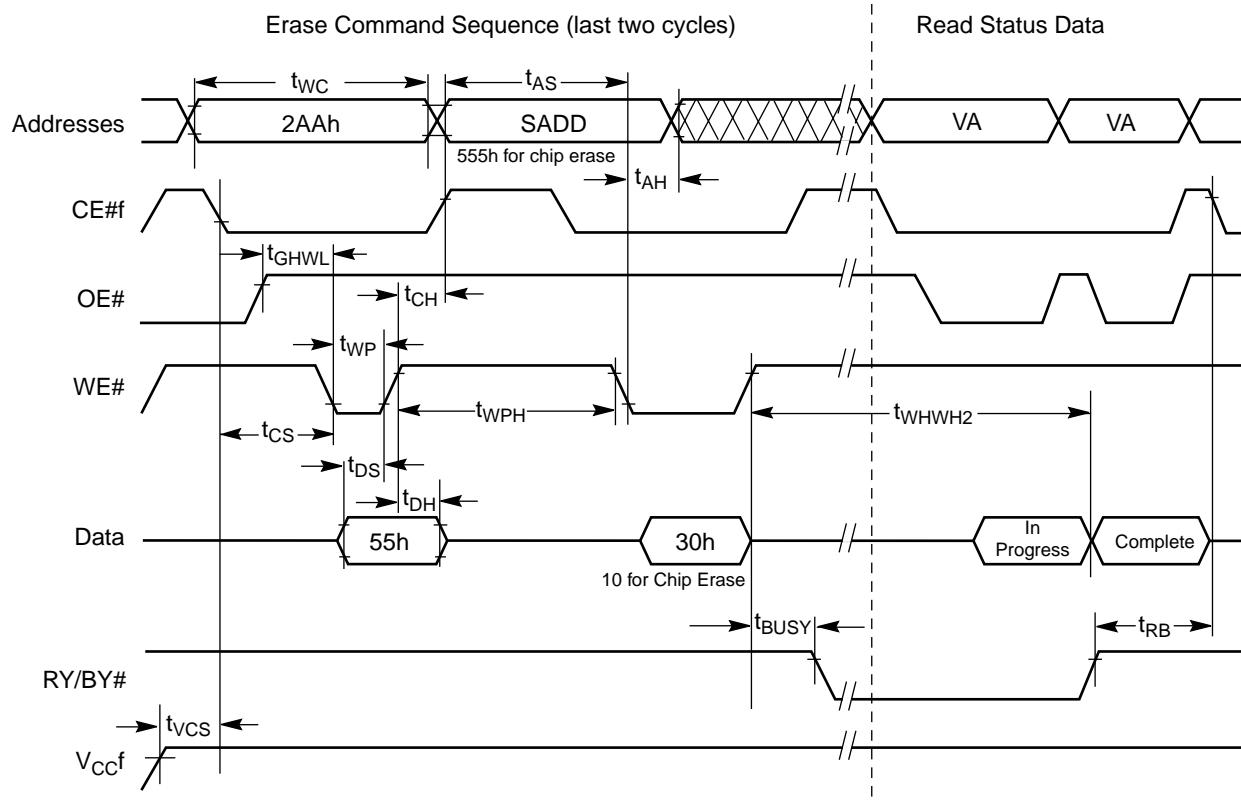 Erase Command Sequence (last two cycles)
Read Status Data
tWC
tAS
Addresses
2AAh
SADD
VA
VA
555h for chip erase
tAH
CE#f
tGHWL
OE#
tCH
tWP
WE#
tWPH
tWHWH2
tCS
tDS
tDH
Data
55h
30h
In
Progress
Complete
10 for Chip Erase
tBUSY
tRB
RY/BY#
tVCS
VCCf